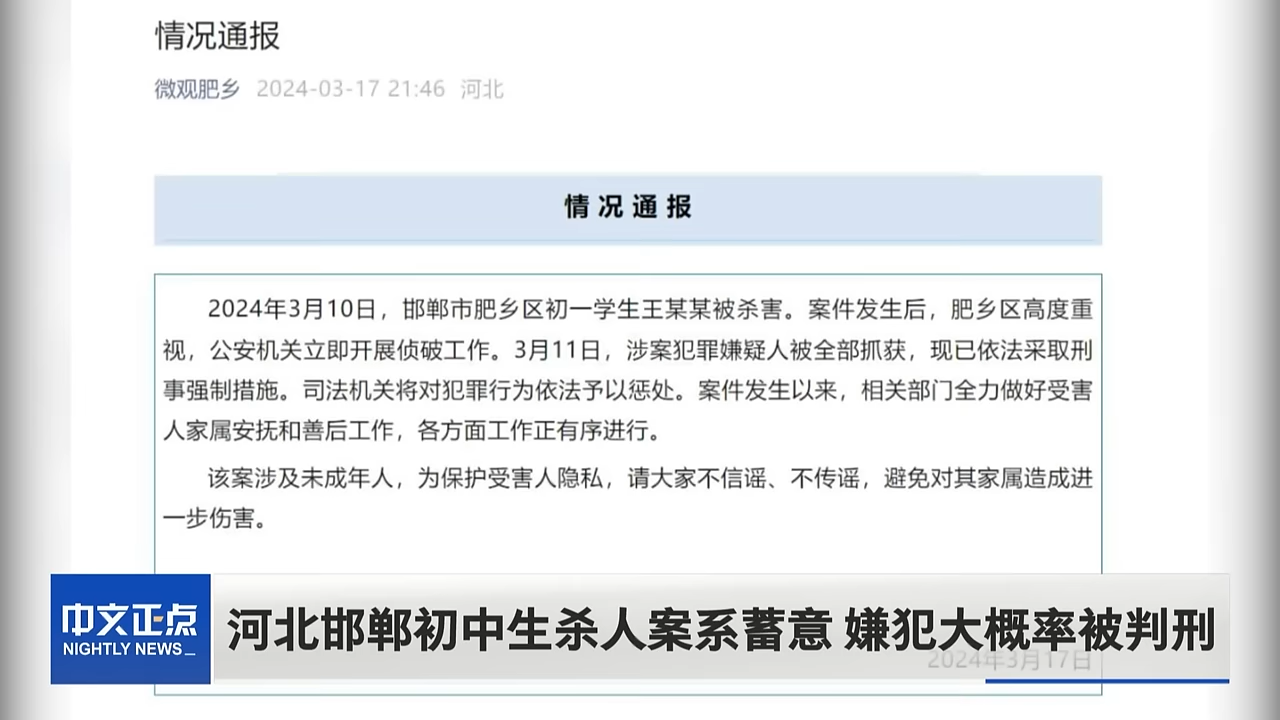 情况通报
微观肥乡 2024-03-17 21:46 河北
情况通报
2024年3月10日，邯郸市肥乡区初一学生王某某被杀害。案件发生后，肥乡区高度重
视，公安机关立即开展侦破工作。3月11日，涉案犯罪嫌疑人被全部抓获，现已依法采取刑
事强制措施。司法机关将对犯罪行为依法予以惩处。案件发生以来，相关部门全力做好受害
人家属安抚和善后工作，各方面工作正有序进行。
该案涉及未成年人，为保护受害人隐私，请大家不信谣、不传谣，避免对其家属造成进
一步伤害。
中文正点
NIGHTLY NEWS_
河北邯郸初中生杀人案系蓄意 嫌犯大概率被判刑
2024年3月17日